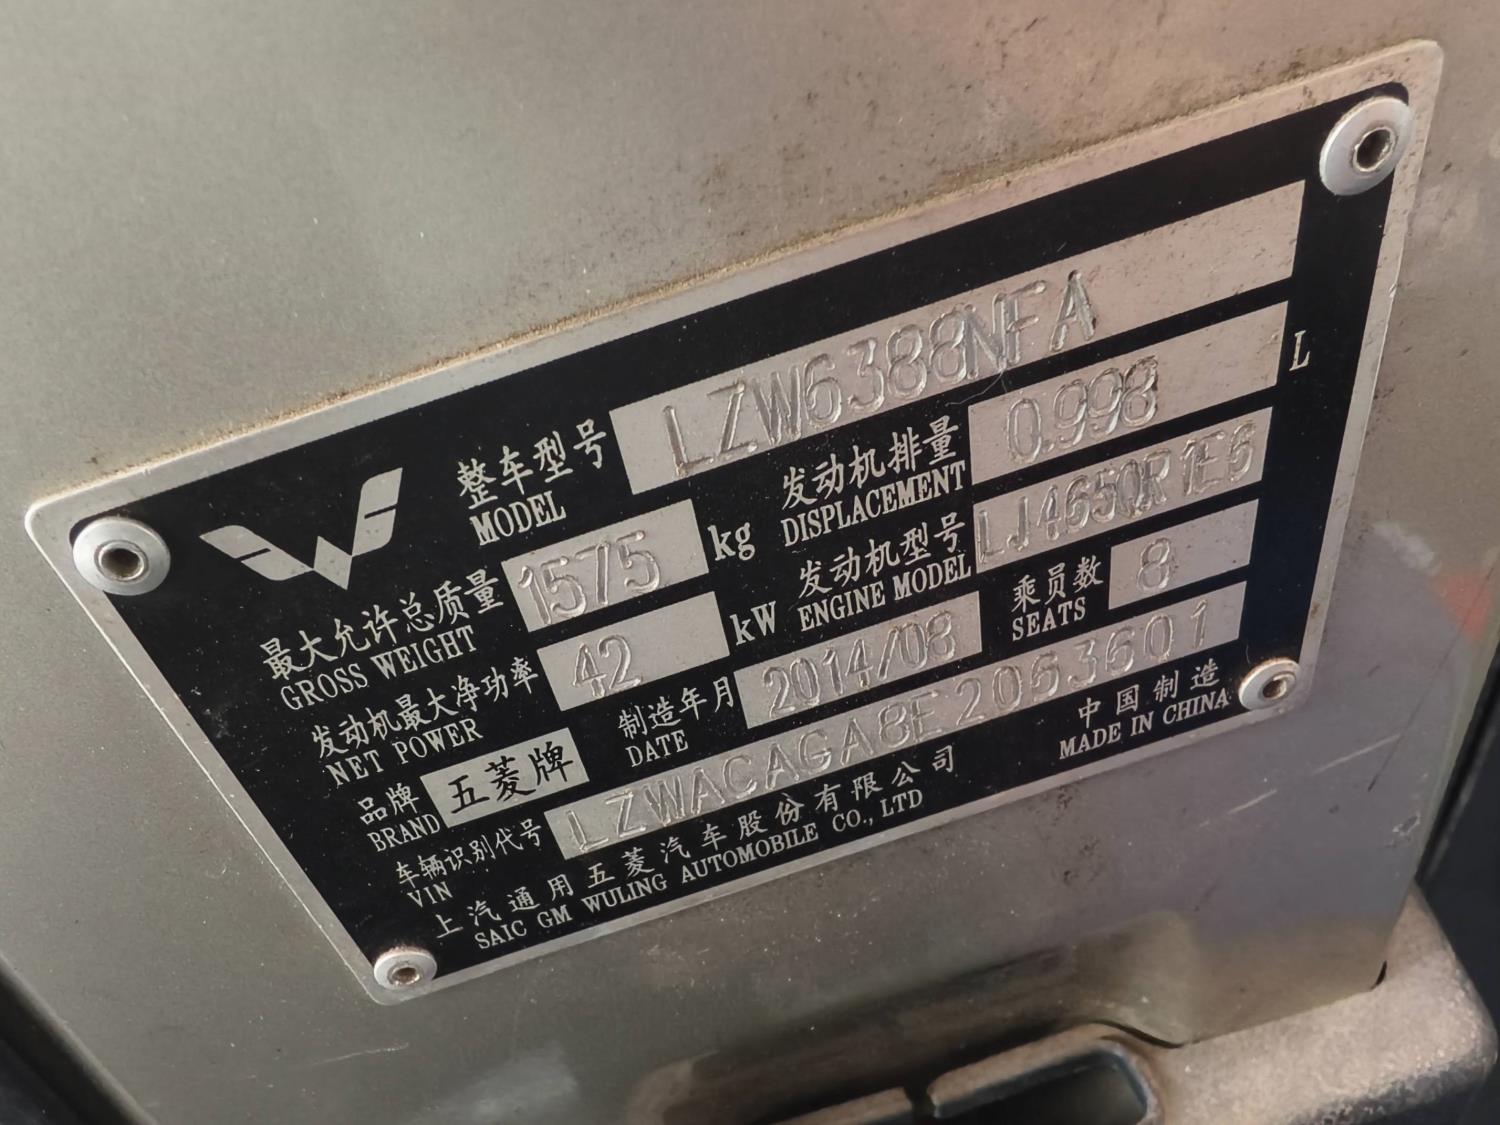 整车型号 LZW6388NFA
MODEL
最大允许总质量 1575 kg 发动机排量 0.998 L
GROSS WEIGHT DISPLACEMENT
发动机最大净功率 42 kW 发动机型号 LJ465QR1E6
NET POWER ENGINE MODEL
品牌 五菱牌 制造年月 2014/08 乘员数 8
BRAND DATE SEATS
车辆识别代号 LZWACAGA8E2063601
VIN
上汽通用五菱汽车股份有限公司 中国制造
SAIC GM WULING AUTOMOBILE CO., LTD MADE IN CHINA